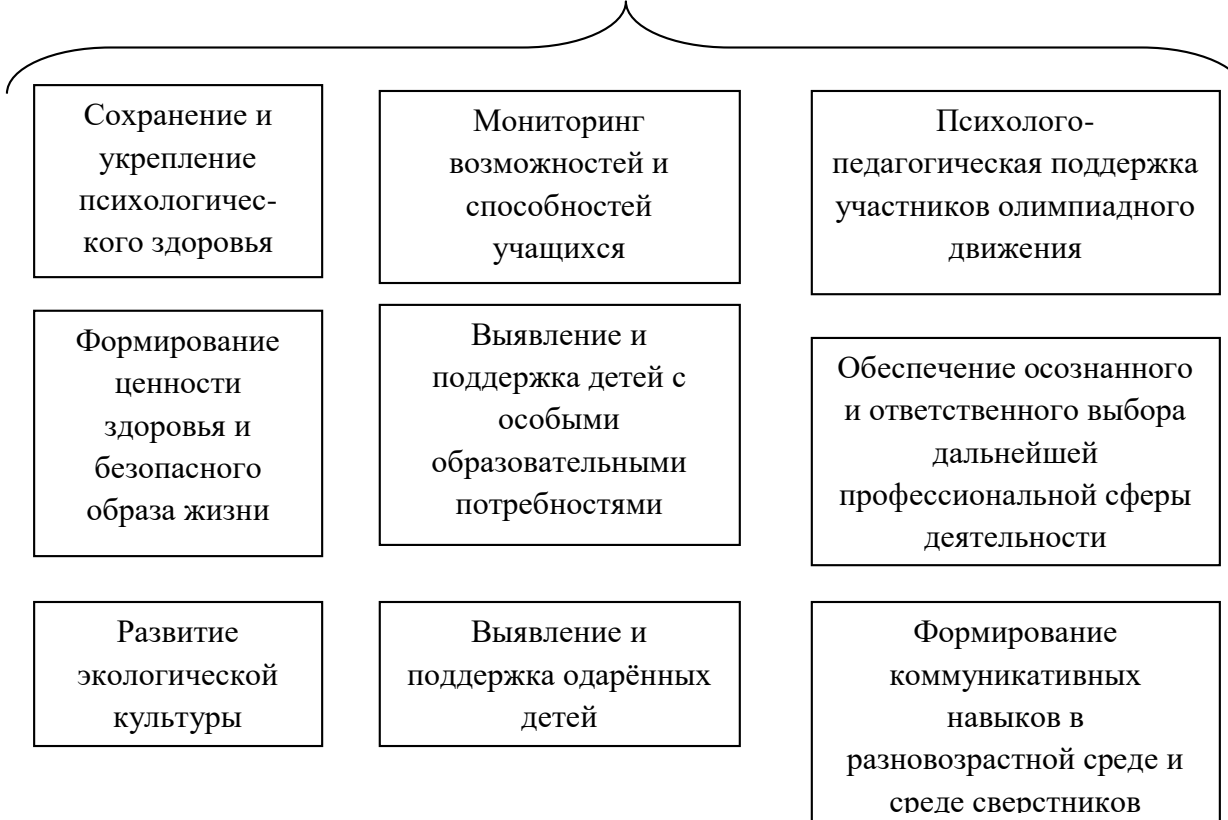 Сохранение и
укрепление
психологичес-
кого здоровья
Мониторинг
возможностей и
способностей
учащихся
Психолого-
педагогическая поддержка
участников олимпиадного
движения
Формирование
ценности
здоровья и
безопасного
образа жизни
Выявление и
поддержка детей с
особыми
образовательными
потребностями
Обеспечение осознанного
и ответственного выбора
дальнейшей
профессиональной сферы
деятельности
Развитие
экологической
культуры
Выявление и
поддержка одарённых
детей
Формирование
коммуникативных
навыков в
разновозрастной среде и
среде сверстников